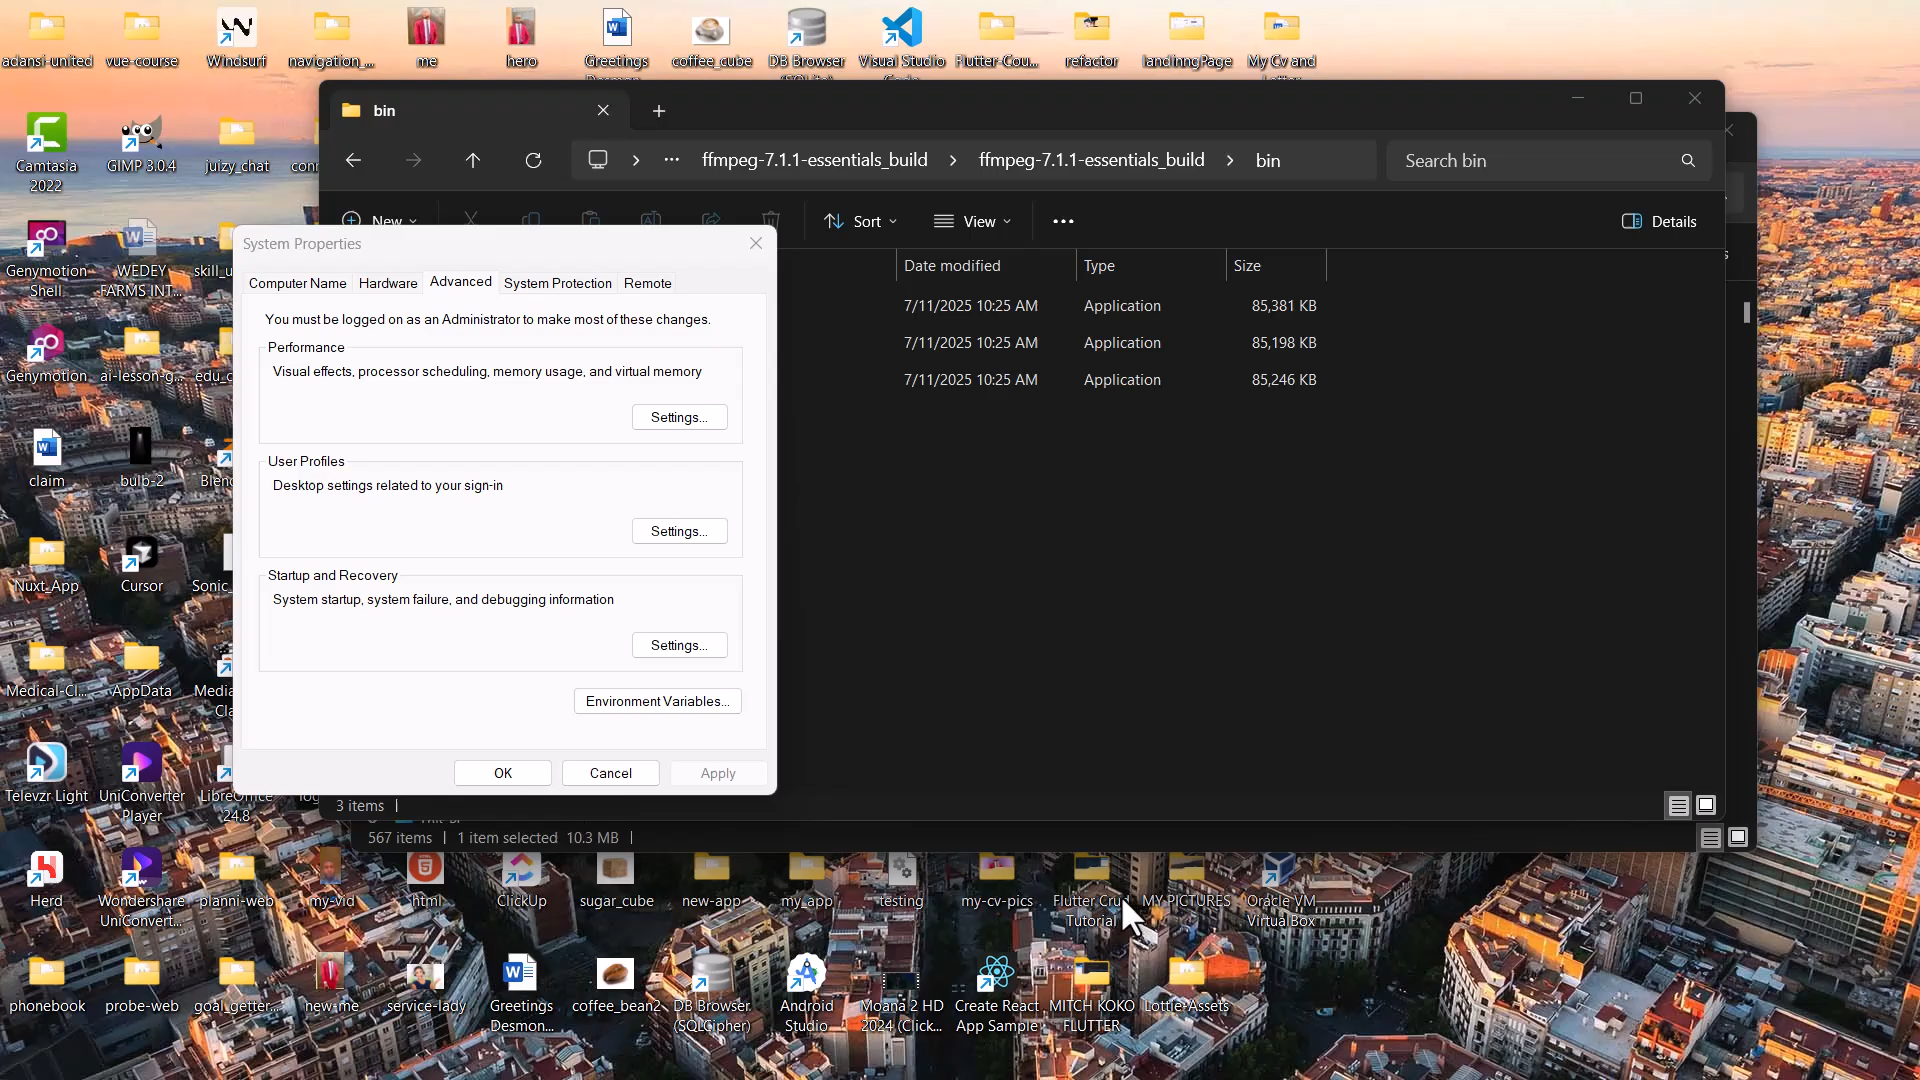 adansi-united
vue-course
Windsurf
navigation_...
me
hero
Greetings
coffee_cube
DB Browser
Visual Studio
Flutter-Cou...
refactor
landinngPage
My Cv and
bin
ffmpeg-7.1.1-essentials_build
ffmpeg-7.1.1-essentials_build
bin
Search bin
Camtasia
2022
GIMP 3.0.4
juizy_chat
New
Sort
View
Details
System Properties
Computer Name
Hardware
Advanced
System Protection
Remote
You must be logged on as an Administrator to make most of these changes.
Performance
Visual effects, processor scheduling, memory usage, and virtual memory
Settings...
User Profiles
Desktop settings related to your sign-in
Settings...
Startup and Recovery
System startup, system failure, and debugging information
Settings...
Environment Variables...
OK
Cancel
Apply
Date modified
Type
Size
7/11/2025 10:25 AM
Application
85,381 KB
7/11/2025 10:25 AM
Application
85,198 KB
7/11/2025 10:25 AM
Application
85,246 KB
3 items
567 items
1 item selected 10.3 MB
Genymotion
Shell
WEDEY
FARMS INT...
Genymotion
ai-lesson-g...
claim
bulb-2
Nuxt_App
Cursor
Medical-Cl...
AppData
Televzr Light
UniConverter
Player
LibreOffice
24.8
Herd
Wondershare
UniConvert...
planni-web
my-vid
html
ClickUp
sugar_cube
new-app
my_app
testing
my-cv-pics
Flutter Crud
Tutorial
MY PICTURES
Oracle VM
VirtualBox
phonebook
probe-web
goal_getter...
new-me
service-lady
Greetings
Desmon...
coffee_bean2
DB Browser
(SQLCipher)
Android
Studio
Moana 2 HD
2024 (Click...
Create React
App Sample
MITCH KOKO
FLUTTER
Lottie-Assets